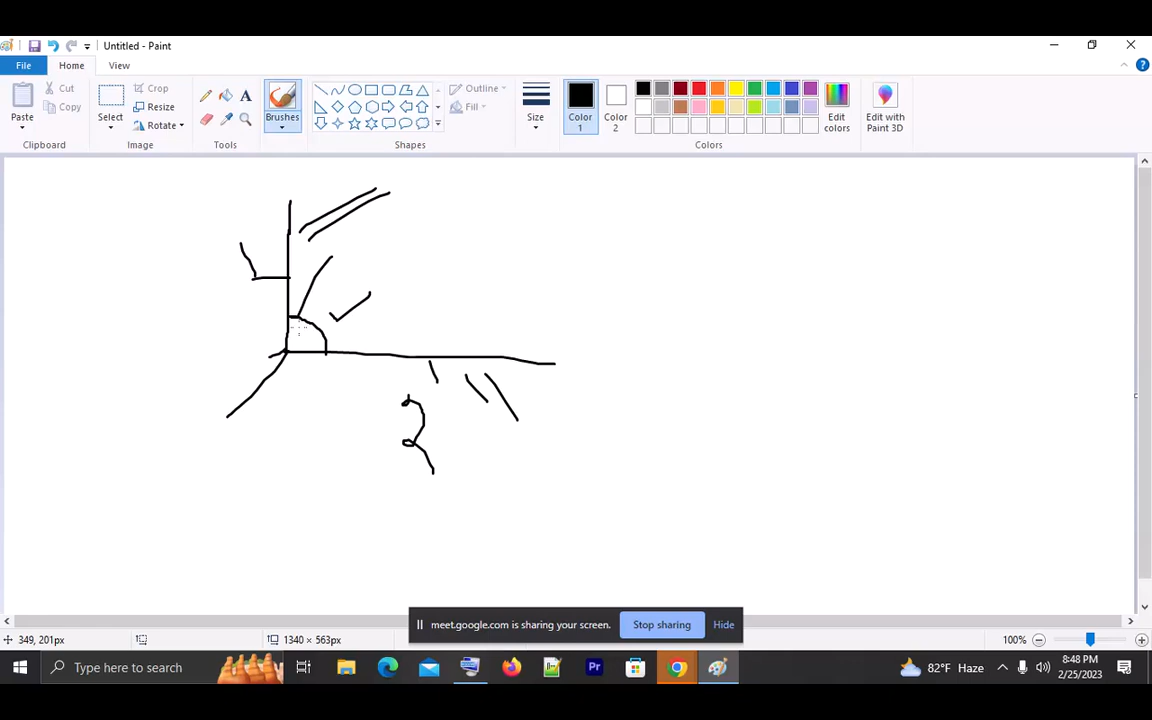 Untitled - Paint
File
Home
View
Paste
Cut
Copy
Clipboard
Select
Crop
Resize
Rotate
Image
A
Tools
Brushes
Outline
Fill
Shapes
Size
Color 1
Color 2
Colors
Edit colors
Edit with Paint 3D
meet.google.com is sharing your screen.
Stop sharing
Hide
349, 201px
1340 × 563px
100%
Type here to search
Pr
82°F Haze
8:48 PM
2/25/2023